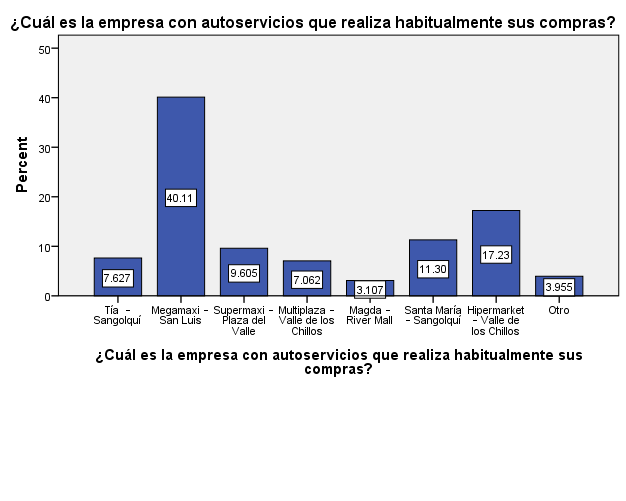 ¿Cuál es la empresa con autoservicios que realiza habitualmente sus compras?
50
40
30
20
10
0
Percent
7.627
40.11
9.605
7.062
3.107
11.30
17.23
3.955
Tía -
Sangolquí
Megamaxi -
San Luis
Supermaxi -
Plaza del
Valle
Multiplaza -
Valle de los
Chillos
Magda -
River Mall
Santa María
- Sangolquí
Hipermarket
- Valle de
los Chillos
Otro
¿Cuál es la empresa con autoservicios que realiza habitualmente sus
compras?